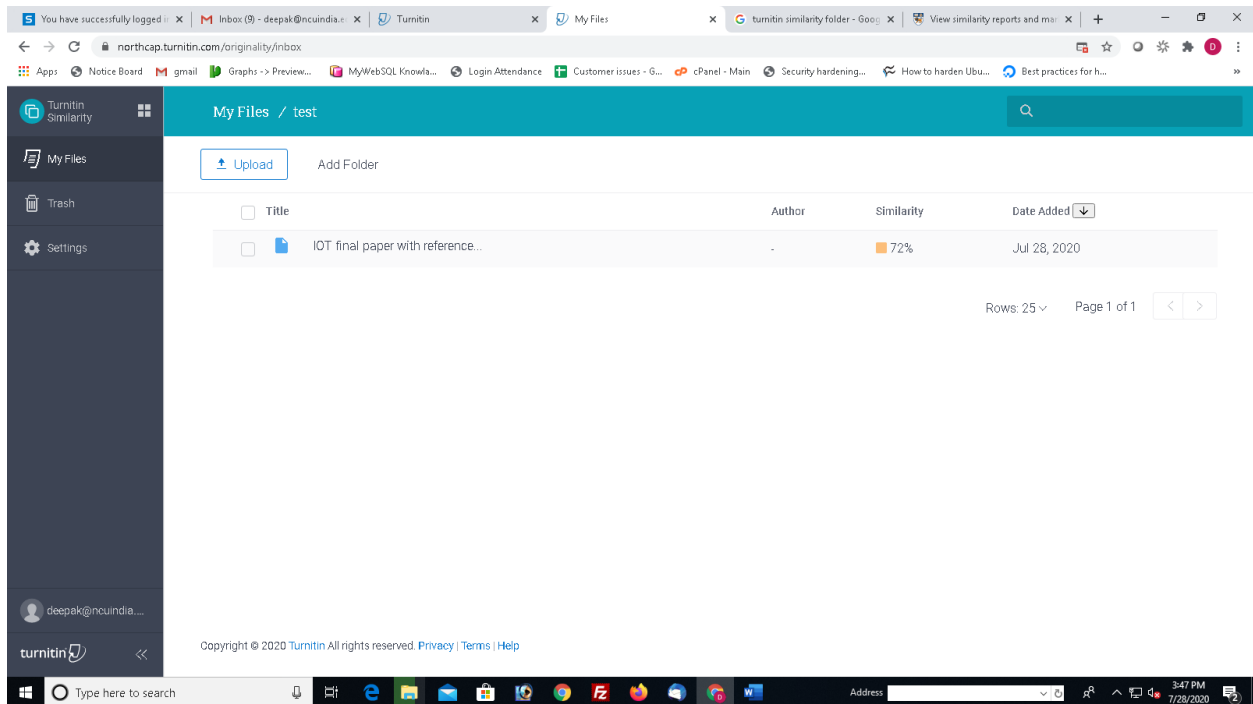 You have successfully logged in
Inbox (9) - deepak@ncuindia.e
Turnitin
My Files
turnitin similarity folder - Goog
View similarity reports and man
northcap.turnitin.com/originality/inbox
Apps Notice Board gmail Graphs -> Preview... MyWebSQL Knowla... Login Attendance Customer issues - G... cPanel - Main Security hardening... How to harden Ubu... Best practices for h... »
Turnitin
Similarity
My Files / test
My Files
Upload Add Folder
Trash
Title Author Similarity Date Added
Settings
IOT final paper with reference... - 72% Jul 28, 2020
Rows: 25 Page 1 of 1
deepak@ncuindia....
Copyright © 2020 Turnitin All rights reserved. Privacy | Terms | Help
turnitin
Type here to search
Address
3:47 PM
7/28/2020